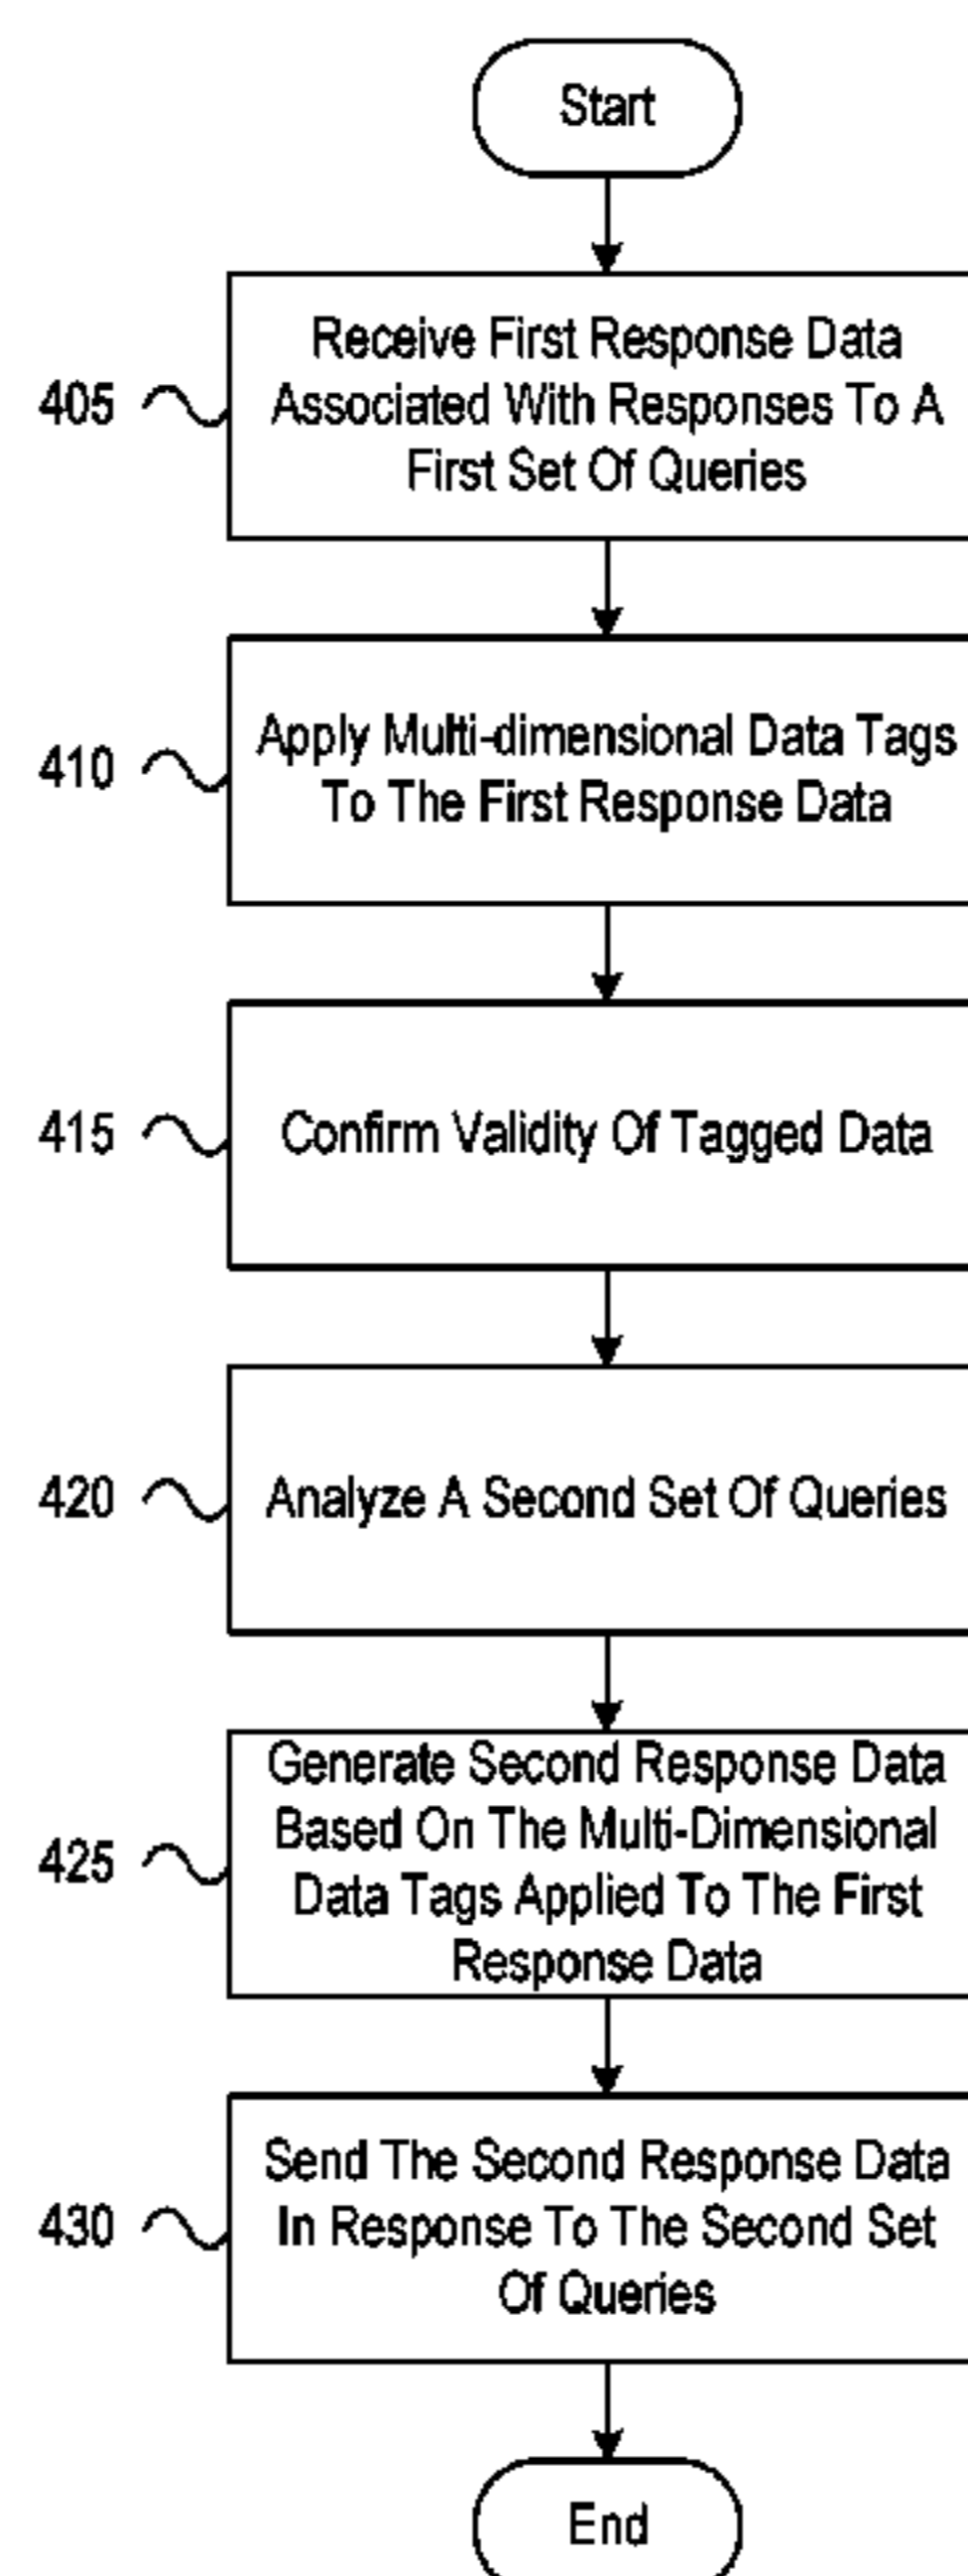 Start
Receive First Response Data
405
Associated With Responses To A
First Set Of Queries
Apply Multi-dimensional Data Tags
410
To The First Response Data
415
Confirm Validity Of Tagged Data
420
Analyze A Second Set Of Queries
Generate Second Response Data
Based On The Multi-Dimensional
425
Data Tags Applied To The First
Response Data
Send The Second Response Data
430
In Response To The Second Set
Of Queries
End